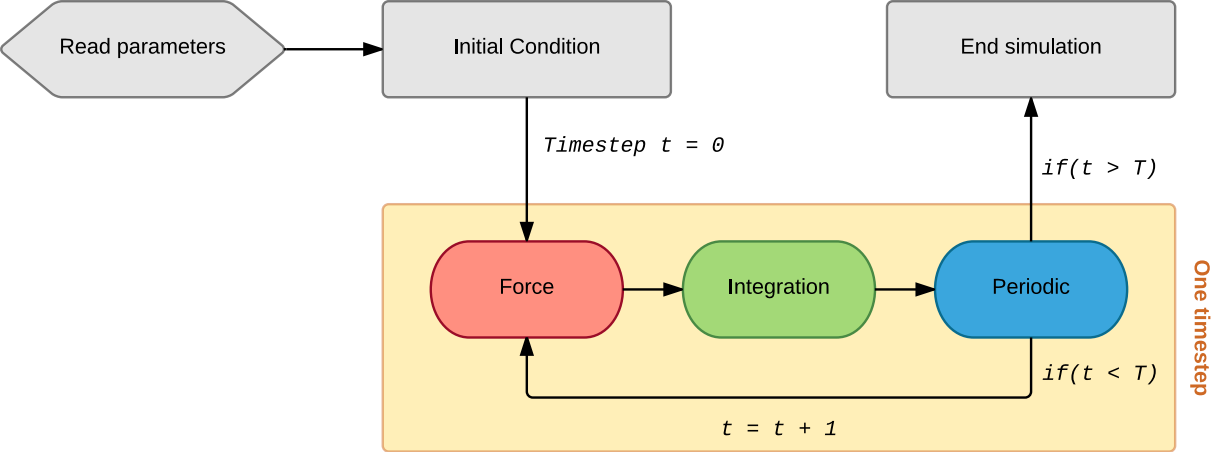 Read parameters
Initial Condition
End simulation
Timestep t = 0
if(t > T)
Force
Integration
Periodic
One timestep
if(t < T)
t = t + 1